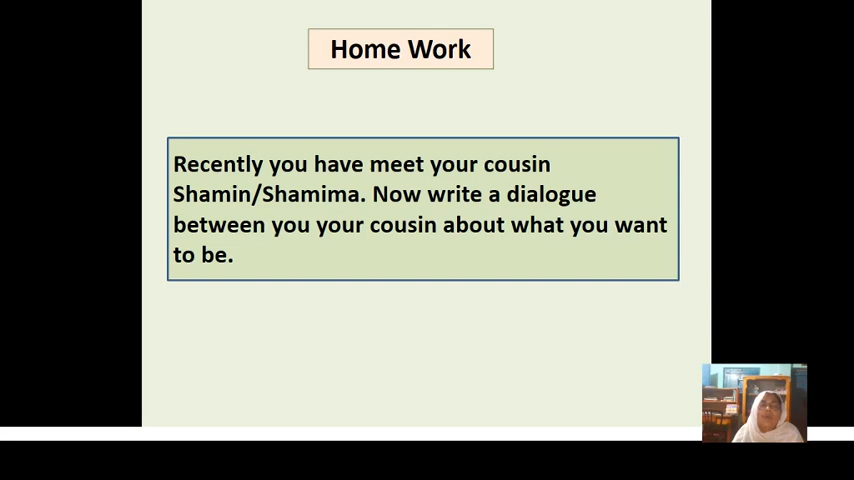 Home Work
Recently you have meet your cousin
Shamin/Shamima. Now write a dialogue
between you your cousin about what you want
to be.